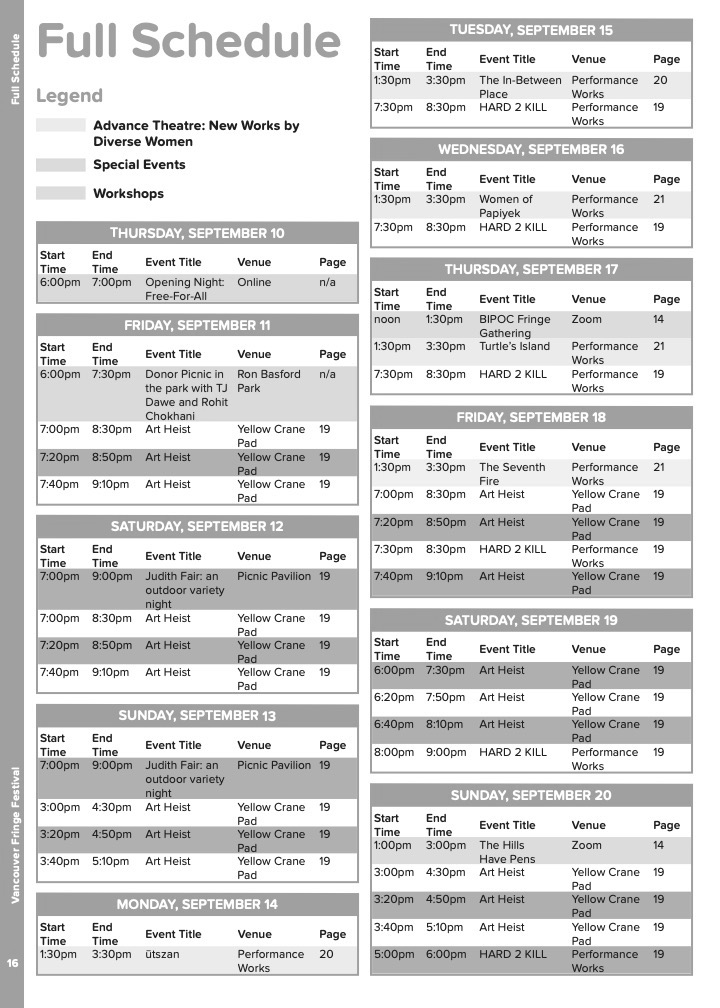 Full Schedule
Full Schedule
Legend
Advance Theatre: New Works by
Diverse Women
Special Events
Workshops
THURSDAY, SEPTEMBER 10
Start Time End Time Event Title Venue Page
6:00pm 7:00pm Opening Night: Online n/a
Free-For-All
FRIDAY, SEPTEMBER 11
Start Time End Time Event Title Venue Page
6:00pm 7:30pm Donor Picnic in Ron Basford n/a
the park with TJ Park
Dawe and Rohit
Chokhani
7:00pm 8:30pm Art Heist Yellow Crane 19
Pad
7:20pm 8:50pm Art Heist Yellow Crane 19
Pad
7:40pm 9:10pm Art Heist Yellow Crane 19
Pad
SATURDAY, SEPTEMBER 12
Start Time End Time Event Title Venue Page
7:00pm 9:00pm Judith Fair: an Picnic Pavilion 19
outdoor variety
night
7:00pm 8:30pm Art Heist Yellow Crane 19
Pad
7:20pm 8:50pm Art Heist Yellow Crane 19
Pad
7:40pm 9:10pm Art Heist Yellow Crane 19
Pad
SUNDAY, SEPTEMBER 13
Start Time End Time Event Title Venue Page
7:00pm 9:00pm Judith Fair: an Picnic Pavilion 19
outdoor variety
night
3:00pm 4:30pm Art Heist Yellow Crane 19
Pad
3:20pm 4:50pm Art Heist Yellow Crane 19
Pad
3:40pm 5:10pm Art Heist Yellow Crane 19
Pad
MONDAY, SEPTEMBER 14
Start Time End Time Event Title Venue Page
1:30pm 3:30pm ūtszan Performance 20
Works
TUESDAY, SEPTEMBER 15
Start Time End Time Event Title Venue Page
1:30pm 3:30pm The In-Between Performance 20
Place Works
7:30pm 8:30pm HARD 2 KILL Performance 19
Works
WEDNESDAY, SEPTEMBER 16
Start Time End Time Event Title Venue Page
1:30pm 3:30pm Women of Performance 21
Papiyek Works
7:30pm 8:30pm HARD 2 KILL Performance 19
Works
THURSDAY, SEPTEMBER 17
Start Time End Time Event Title Venue Page
noon 1:30pm BIPOC Fringe Zoom 14
Gathering
1:30pm 3:30pm Turtle's Island Performance 21
Works
7:30pm 8:30pm HARD 2 KILL Performance 19
Works
FRIDAY, SEPTEMBER 18
Start Time End Time Event Title Venue Page
1:30pm 3:30pm The Seventh Performance 21
Fire Works
7:00pm 8:30pm Art Heist Yellow Crane 19
Pad
7:20pm 8:50pm Art Heist Yellow Crane 19
Pad
7:30pm 8:30pm HARD 2 KILL Performance 19
Works
7:40pm 9:10pm Art Heist Yellow Crane 19
Pad
SATURDAY, SEPTEMBER 19
Start Time End Time Event Title Venue Page
6:00pm 7:30pm Art Heist Yellow Crane 19
Pad
6:20pm 7:50pm Art Heist Yellow Crane 19
Pad
6:40pm 8:10pm Art Heist Yellow Crane 19
Pad
8:00pm 9:00pm HARD 2 KILL Performance 19
Works
SUNDAY, SEPTEMBER 20
Start Time End Time Event Title Venue Page
1:00pm 3:00pm The Hills Zoom 14
Have Pens
3:00pm 4:30pm Art Heist Yellow Crane 19
Pad
3:20pm 4:50pm Art Heist Yellow Crane 19
Pad
3:40pm 5:10pm Art Heist Yellow Crane 19
Pad
5:00pm 6:00pm HARD 2 KILL Performance 19
Works
Vancouver Fringe Festival
16